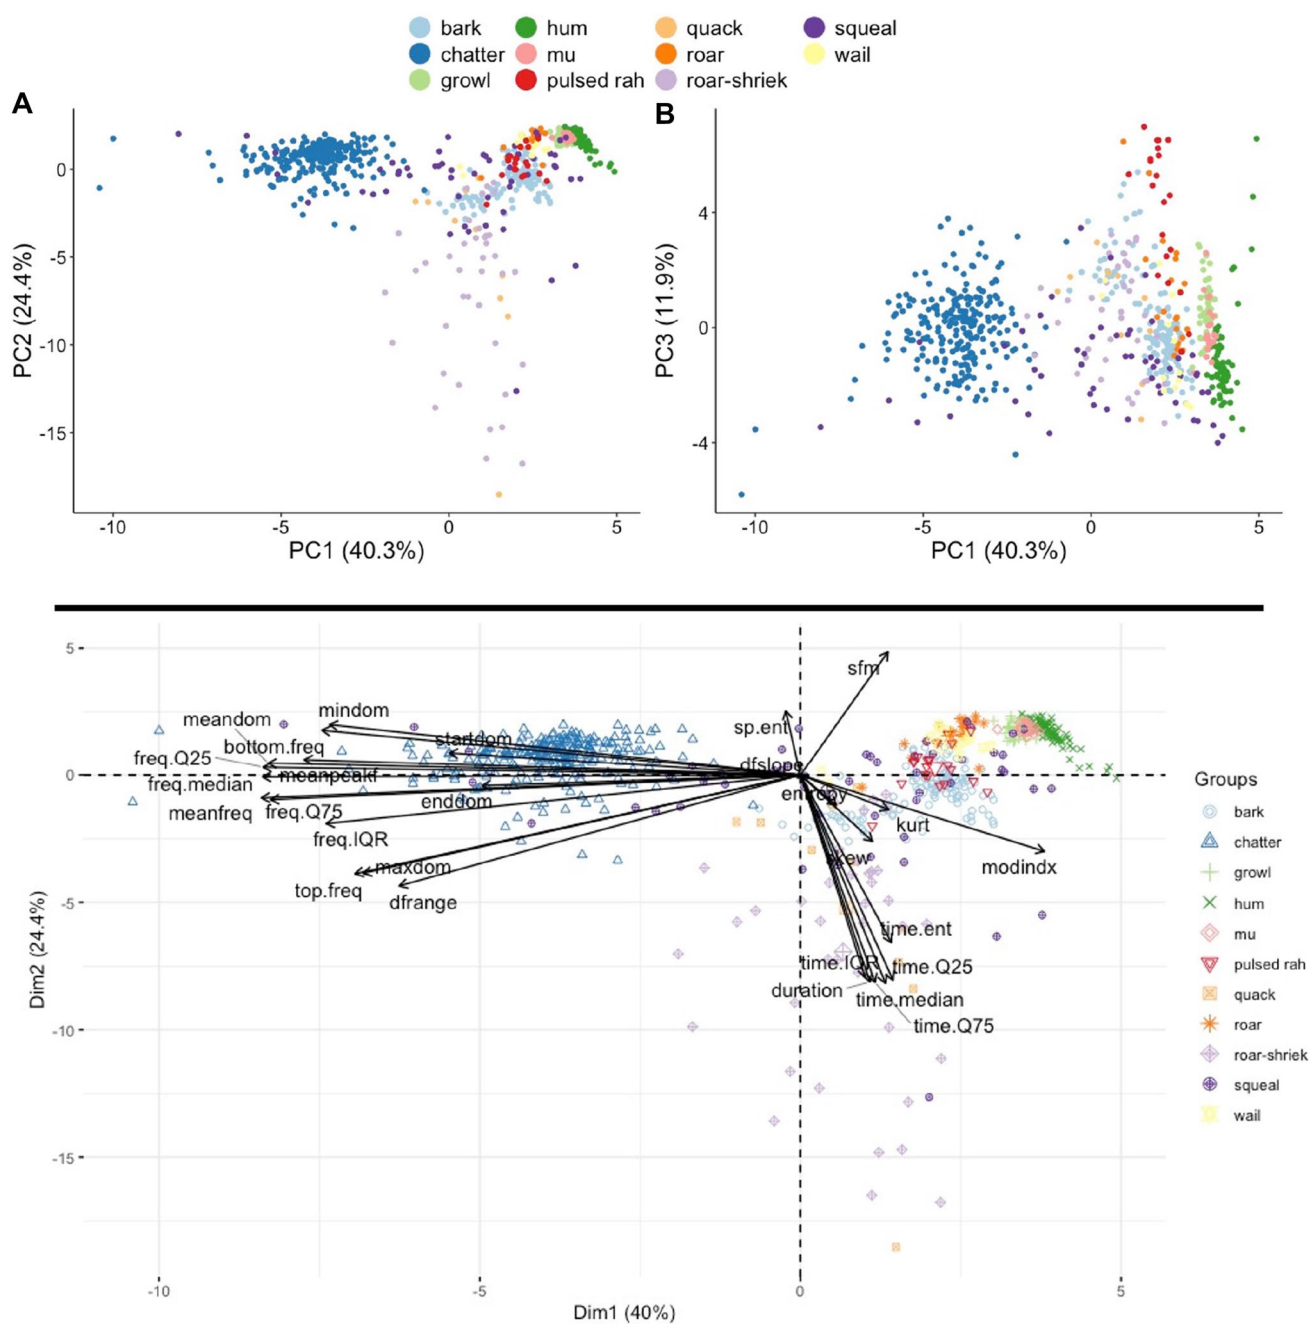 bark hum quack squeal
chatter mu roar wail
growl pulsed rah roar-shriek
A
B
0
-5
-10
-15
PC2 (24.4%)
-10 -5 0 5
PC1 (40.3%)
4
0
-4
PC3 (11.9%)
-10 -5 0 5
PC1 (40.3%)
5
0
-5
-10
-15
Dim2 (24.4%)
sfm
mindom
meandom
sp.ent
startdom
bottom.freq
freq.Q25
dfslope
meanpeakf
freq.median
entropy
enddom
meanfreq
freq.Q75
kurt
freq.IQR
skew
maxdom
modindx
top.freq
dfrange
time.ent
time.IQR
time.Q25
duration
time.median
time.Q75
-10 -5 0 5
Dim1 (40%)
Groups
bark
chatter
growl
hum
mu
pulsed rah
quack
roar
roar-shriek
squeal
wail